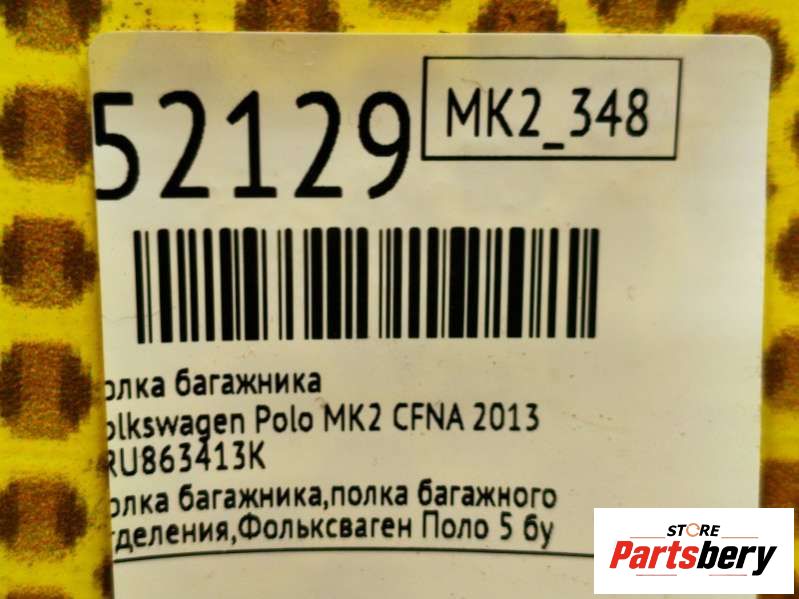 52129
MK2_348
олка багажника
olkswagen Polo MK2 CFNA 2013
RU863413K
олка багажника,полка багажного
тделения,Фольксваген Поло 5 бу
STORE
Partsbery